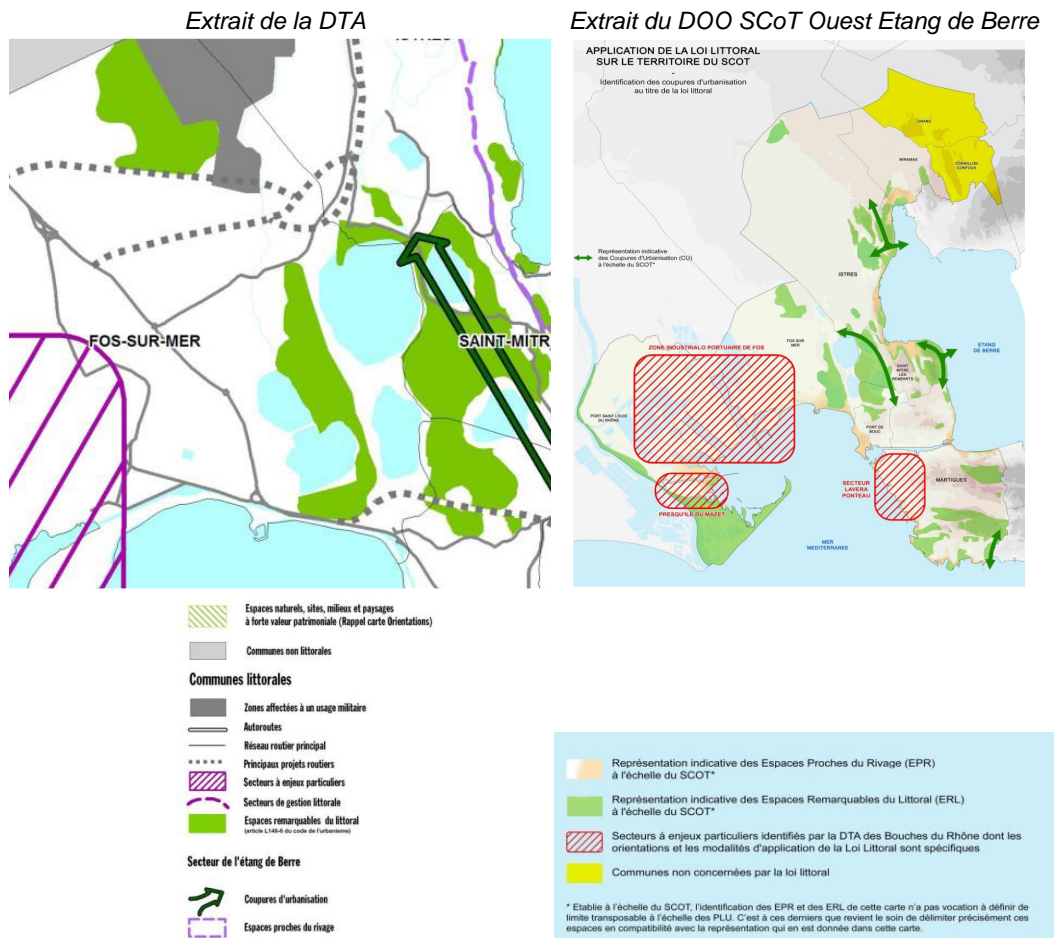 Extrait de la DTA
Extrait du DOO SCoT Ouest Etang de Berre
ISTRES
FOS-SUR-MER
SAINT-MITR
APPLICATION DE LA LOI LITTORAL
SUR LE TERRITOIRE DU SCOT
-
Identification des coupures d'urbanisation
au titre de la loi littoral
GRANS
MIRAMAS
CORNILLON
CONFOUX
Représentation indicative
des Coupures d'Urbanisation (CU)
à l'échelle du SCOT*
ISTRES
ZONE INDUSTRIALO PORTUAIRE DE FOS
FOS SUR
MER
SAINT
MITRE
LES
REMPARTS
ETANG
DE BERRE
PORT SAINT LOUIS
DU RHÔNE
PORT DE
BOUC
SECTEUR
LAVERA
PONTEAU
MARTIGUES
PRESQU'ILE DU MAZET
MER
MEDITERRANEE
Espaces naturels, sites, milieux et paysages
à forte valeur patrimoniale (Rappel carte Orientations)
Communes non littorales
Communes littorales
Zones affectées à un usage militaire
Autoroutes
Réseau routier principal
Principaux projets routiers
Secteurs à enjeux particuliers
Secteurs de gestion littorale
Espaces remarquables du littoral
(article L146-6 du code de l'urbanisme)
Secteur de l'étang de Berre
Coupures d'urbanisation
Espaces proches du rivage
Représentation indicative des Espaces Proches du Rivage (EPR)
à l'échelle du SCOT*
Représentation indicative des Espaces Remarquables du Littoral (ERL)
à l'échelle du SCOT*
Secteurs à enjeux particuliers identifiés par la DTA des Bouches du Rhône dont les
orientations et les modalités d'application de la Loi Littoral sont spécifiques
Communes non concernées par la loi littoral
* Etablie à l'échelle du SCOT, l'identification des EPR et des ERL de cette carte n'a pas vocation à définir de
limite transposable à l'échelle des PLU. C'est à ces derniers que revient le soin de délimiter précisément ces
espaces en compatibilité avec la représentation qui en est donnée dans cette carte.